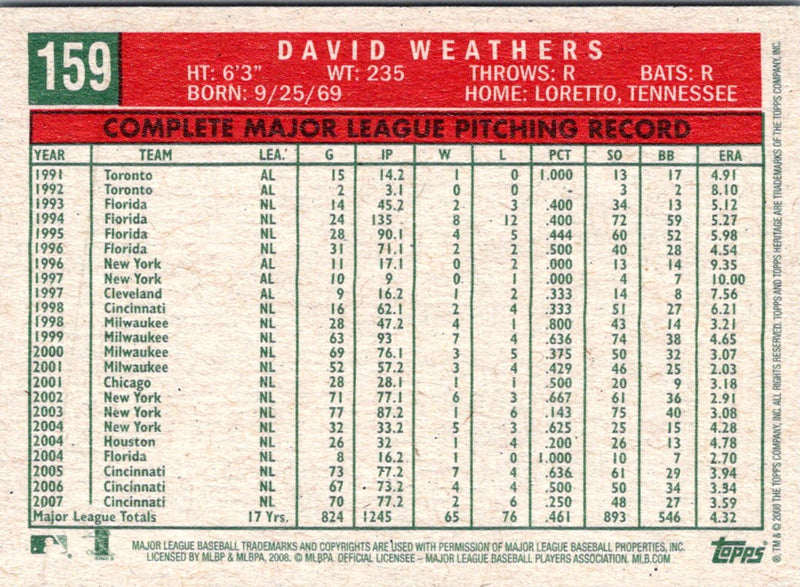 159
DAVID WEATHERS
HT: 6'3" WT: 235 THROWS: R BATS: R
BORN: 9/25/69 HOME: LORETTO, TENNESSEE
COMPLETE MAJOR LEAGUE PITCHING RECORD
YEAR TEAM LEA. G IP W L PCT SO BB ERA
1991 Toronto AL 15 14.2 1 0 1.000 13 17 4.91
1992 Toronto AL 2 3.1 0 0 . 3 2 8.10
1993 Florida NL 14 45.2 2 3 .400 34 13 5.12
1994 Florida NL 24 135 8 12 .400 72 59 5.27
1995 Florida NL 28 90.1 4 5 .444 60 52 5.98
1996 Florida NL 31 71.1 2 2 .500 40 28 4.54
1996 New York AL 11 17.1 0 2 .000 13 14 9.35
1997 New York AL 10 9 0 1 .000 4 7 10.00
1997 Cleveland AL 9 16.2 1 2 .333 14 8 7.56
1998 Cincinnati NL 16 62.1 2 4 .333 51 27 6.21
1998 Milwaukee NL 28 47.2 4 1 .800 43 14 3.21
1999 Milwaukee NL 63 93 7 4 .636 74 38 4.65
2000 Milwaukee NL 69 76.1 3 5 .375 50 32 3.07
2001 Milwaukee NL 52 57.2 3 4 .429 46 25 2.03
2001 Chicago NL 28 28.1 1 1 .500 20 9 3.18
2002 New York NL 71 77.1 6 3 .667 61 36 2.91
2003 New York NL 77 87.2 1 6 .143 75 40 3.08
2004 New York NL 32 33.2 5 3 .625 25 15 4.28
2004 Houston NL 26 32 1 4 .200 26 13 4.78
2004 Florida NL 8 16.2 1 0 1.000 10 7 2.70
2005 Cincinnati NL 73 77.2 7 4 .636 61 29 3.94
2006 Cincinnati NL 67 73.2 4 4 .500 50 34 3.54
2007 Cincinnati NL 70 77.2 2 6 .250 48 27 3.59
Major League Totals 17 Yrs. 824 1245 65 76 .461 893 546 4.32
MAJOR LEAGUE BASEBALL TRADEMARKS AND COPYRIGHTS ARE USED WITH PERMISSION OF MAJOR LEAGUE BASEBALL PROPERTIES, INC.
LICENSED BY MLBP & MLBPA, 2008. © MLBPA. OFFICIAL LICENSEE – MAJOR LEAGUE BASEBALL PLAYERS ASSOCIATION. MLB.COM
Topps
®, TM & © 2008 THE TOPPS COMPANY, INC. ALL RIGHTS RESERVED. TOPPS AND TOPPS HERITAGE ARE TRADEMARKS OF THE TOPPS COMPANY, INC.